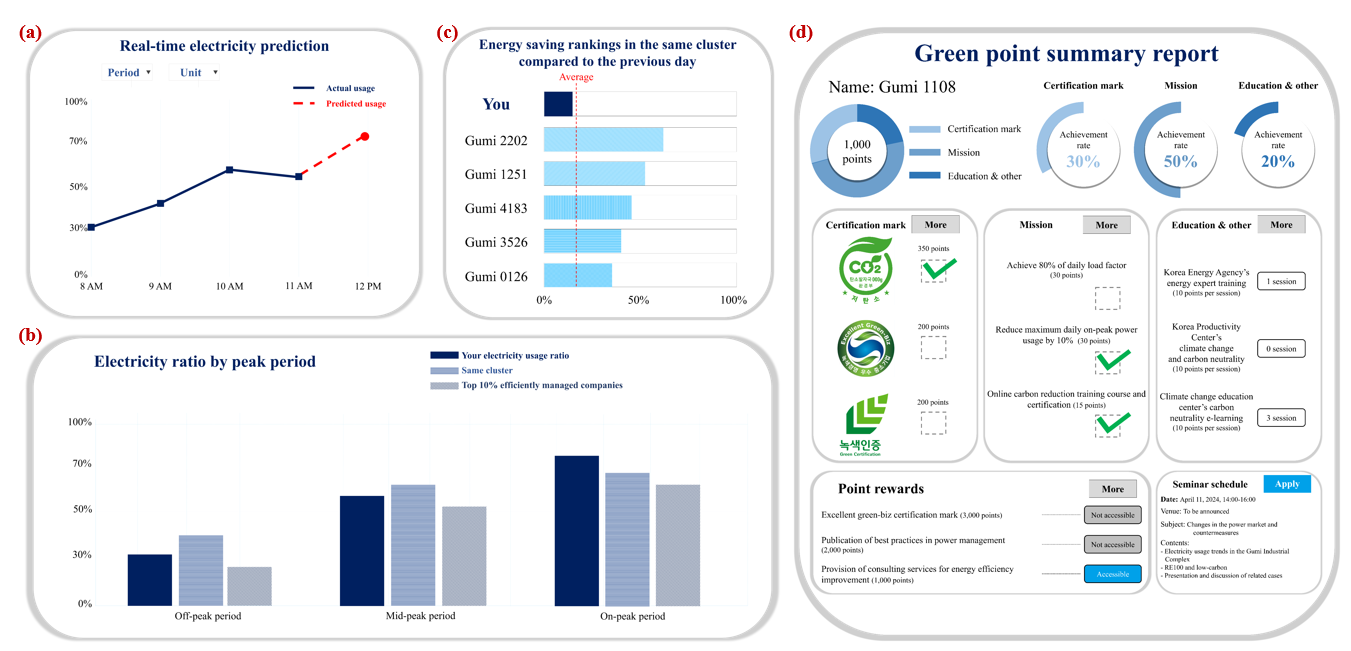 (a)
Real-time electricity prediction
Period ▼
Unit ▼
Actual usage
Predicted usage
100%
70%
50%
30%
0%
8 AM
9 AM
10 AM
11 AM
12 PM
(b)
Electricity ratio by peak period
Your electricity usage ratio
Same cluster
Top 10% efficiently managed companies
100%
70%
50%
30%
0%
Off-peak period
Mid-peak period
On-peak period
(c)
Energy saving rankings in the same cluster
compared to the previous day
Average
You
Gumi 2202
Gumi 1251
Gumi 4183
Gumi 3526
Gumi 0126
0%
50%
100%
(d)
Green point summary report
Name: Gumi 1108
1,000
points
Certification mark
Mission
Education & other
Certification mark
Achievement
rate
30%
Mission
Achievement
rate
50%
Education & other
Achievement
rate
20%
Certification mark
More
350 points
CO2
저탄소
200 points
Excellent Green-Biz
200 points
녹색인증
Green Certification
Mission
More
Achieve 80% of daily load factor
(30 points)
Reduce maximum daily on-peak power
usage by 10% (30 points)
Online carbon reduction training course and
certification (15 points)
Education & other
More
Korea Energy Agency's
energy expert training
(10 points per session)
1 session
Korea Productivity
Center's
climate change
and carbon neutrality
(10 points per session)
0 session
Climate change education
center's carbon
neutrality e-learning
(10 points per session)
3 session
Point rewards
More
Excellent green-biz certification mark (3,000 points)
Not accessible
Publication of best practices in power management
(2,000 points)
Not accessible
Provision of consulting services for energy efficiency
improvement (1,000 points)
Accessible
Seminar schedule
Apply
Date: April 11, 2024, 14:00-16:00
Venue: To be announced
Subject: Changes in the power market and
countermeasures
Contents:
- Electricity usage trends in the Gumi Industrial
Complex
- RE100 and low-carbon
- Presentation and discussion of related cases